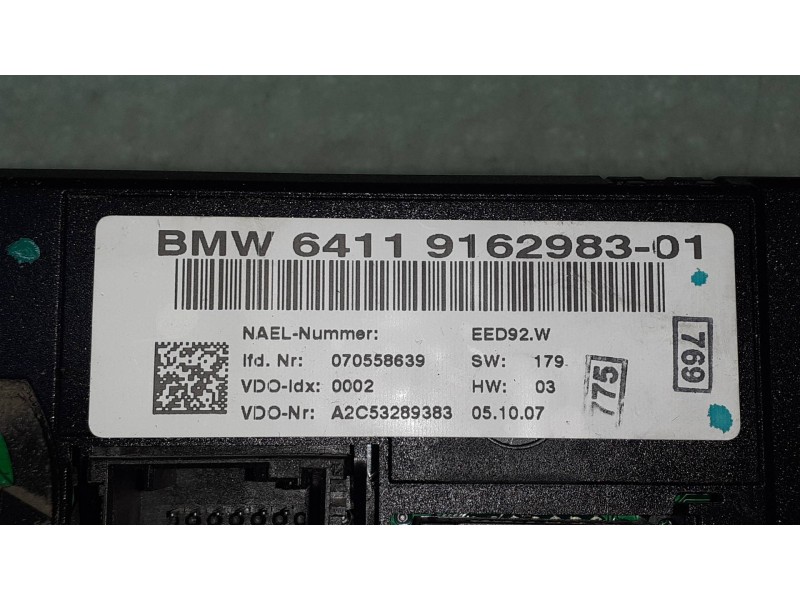 BMW 6411 9162983-01
NAEL-Nummer: EED92.W
lfd. Nr: 070558639 SW: 179
VDO-Idx: 0002 HW: 03
VDO-Nr: A2C53289383 05.10.07
775
769